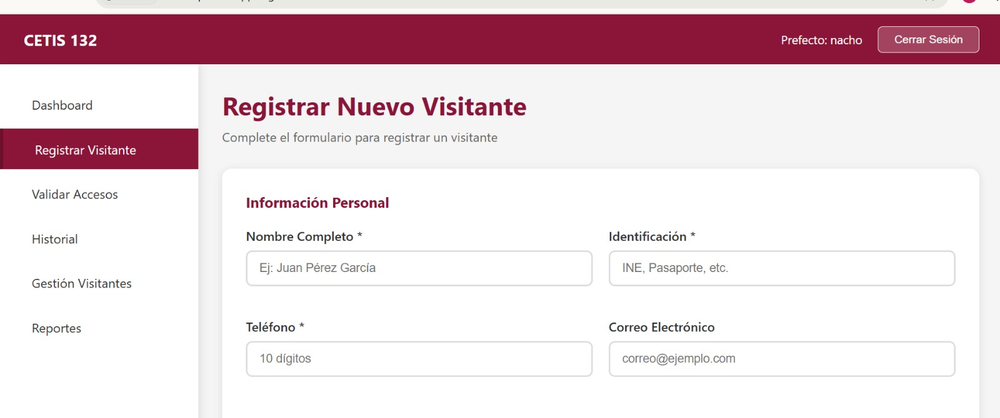 CETIS 132
Prefecto: nacho
Cerrar Sesión
Dashboard
Registrar Visitante
Validar Accesos
Historial
Gestión Visitantes
Reportes
Registrar Nuevo Visitante
Complete el formulario para registrar un visitante
Información Personal
Nombre Completo *
Identificación *
Ej: Juan Pérez García
INE, Pasaporte, etc.
Teléfono *
Correo Electrónico
10 dígitos
correo@ejemplo.com